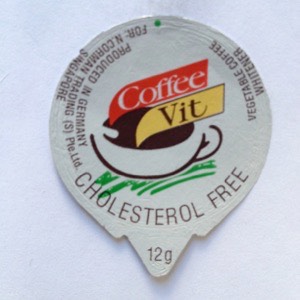 Coffee
Vit
VEGETABLE COFFEE
WHITENER
PRODUCED IN GERMANY
FOR: N.CORMAN TRADING (S) Pte.Ltd.
SINGAPORE
CHOLESTEROL FREE
12g